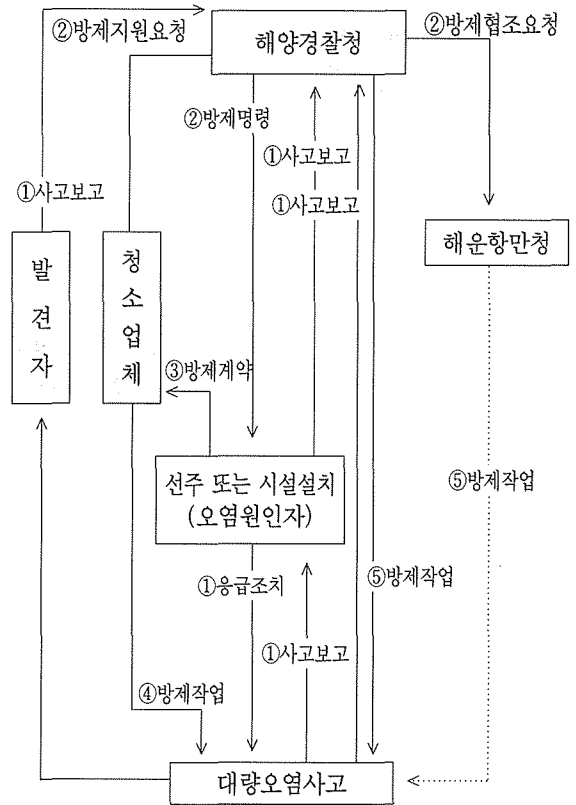 ②방제지원요청
해양경찰청
②방제협조요청
②방제명령
①사고보고
①사고보고
①사고보고
발견자
청소업체
해운항만청
③방제계약
선주 또는 시설설치
(오염원인자)
⑤방제작업
①응급조치
⑤방제작업
①사고보고
④방제작업
대량오염사고